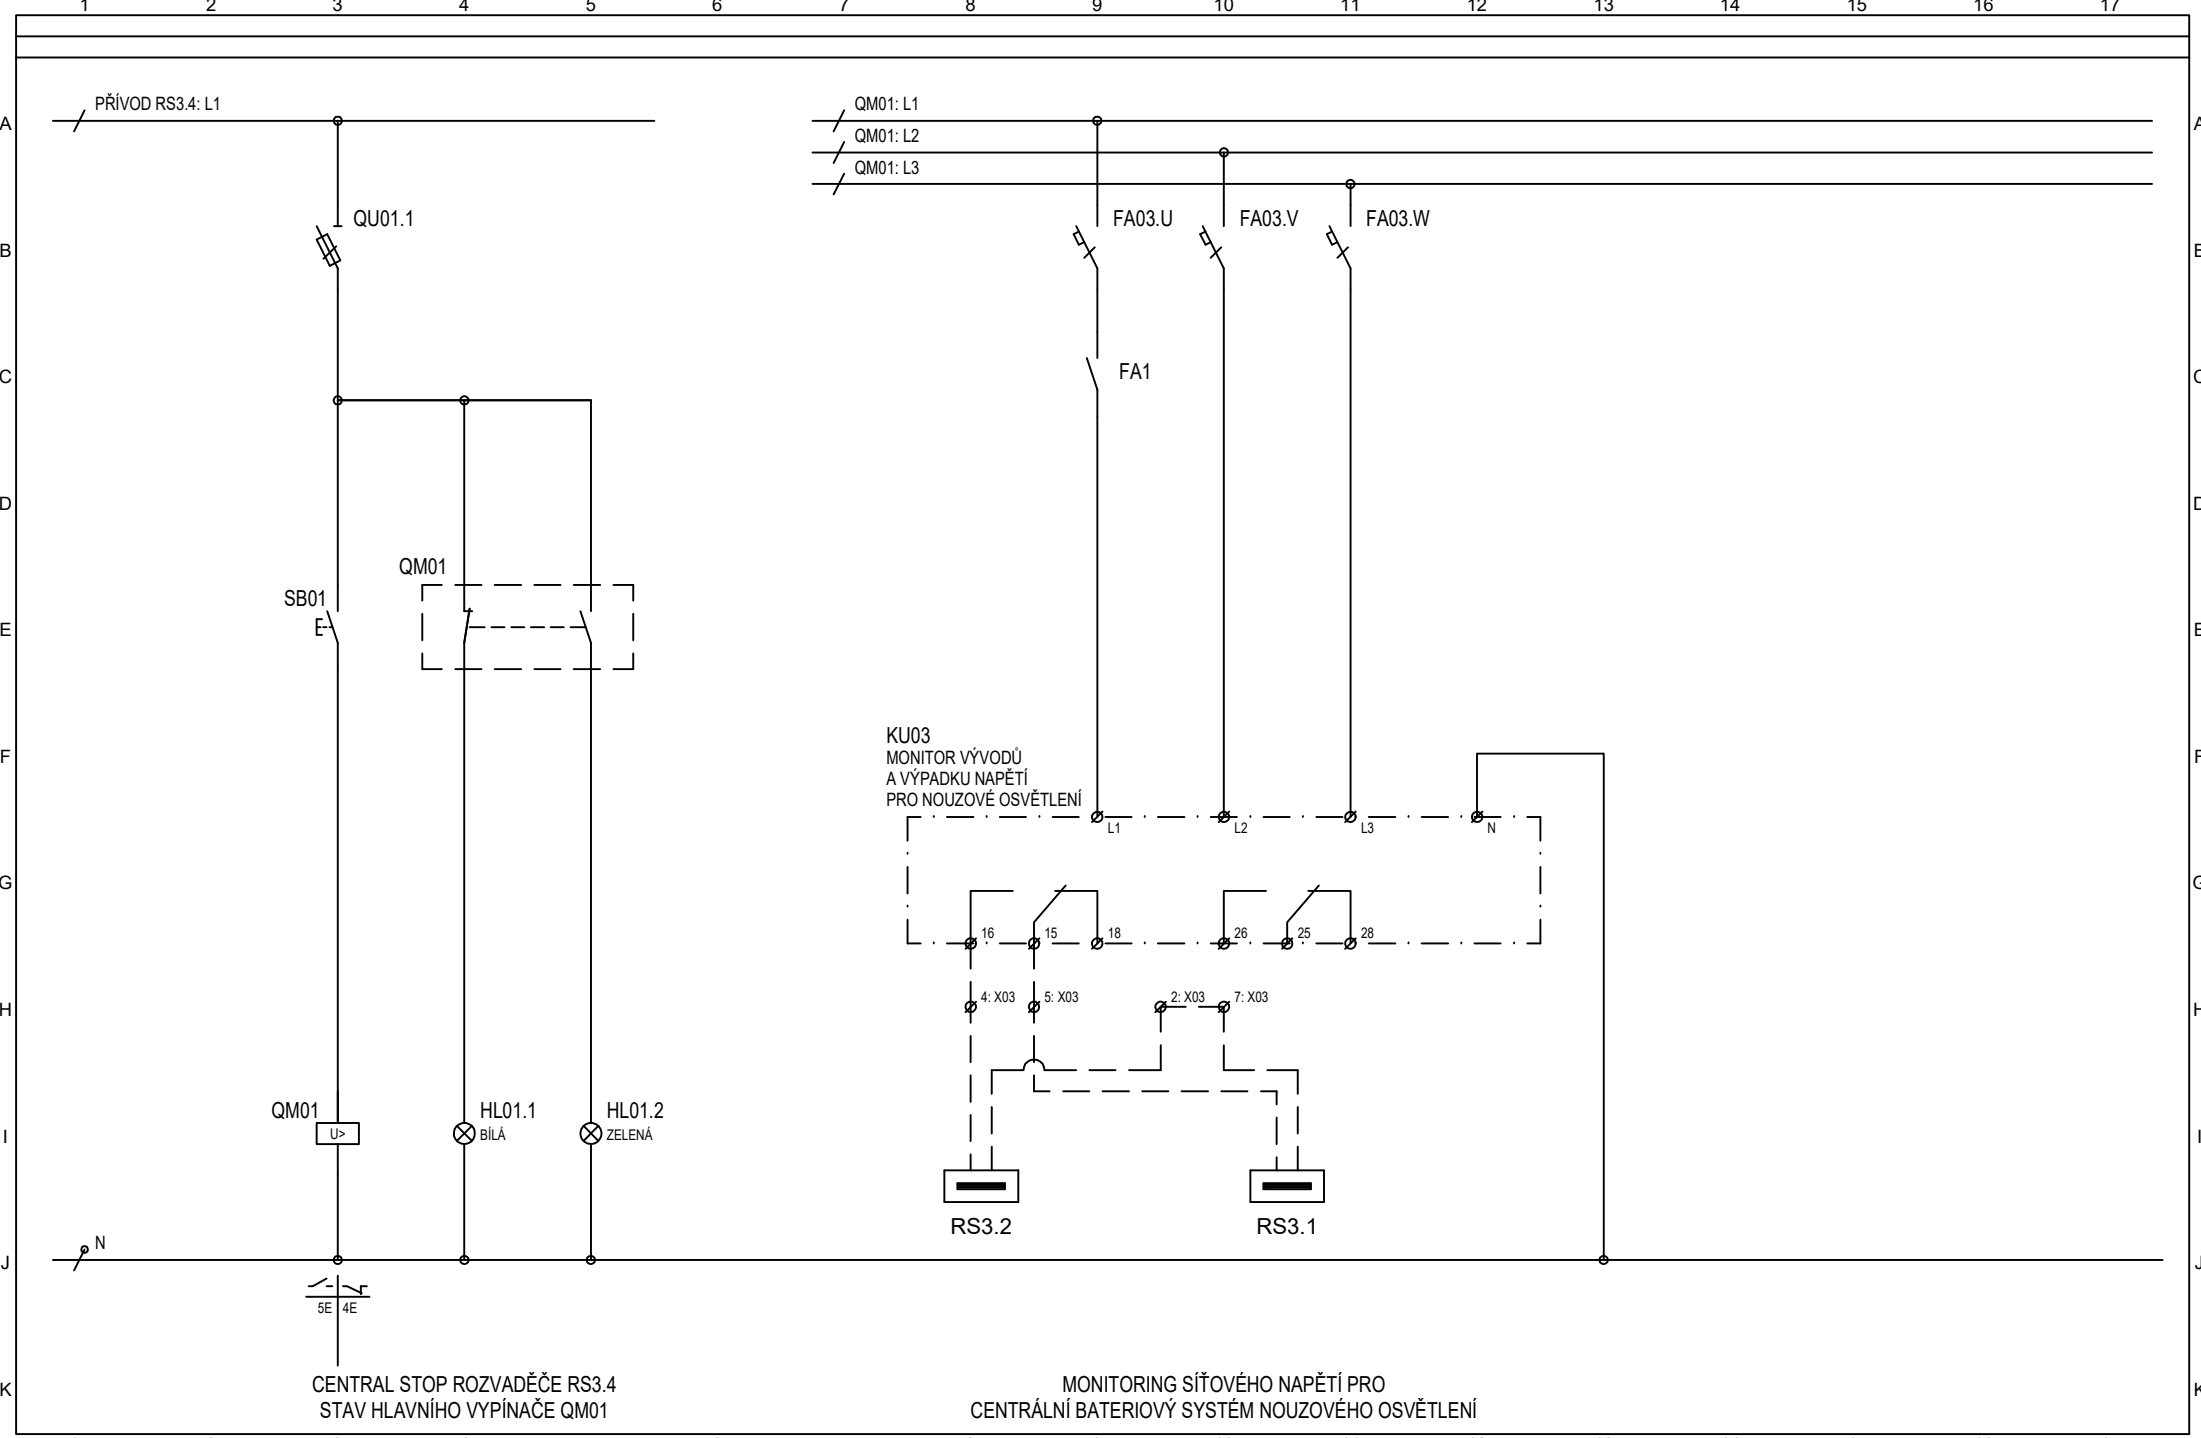 1 2 3 4 5 6 7 8 9 10 11 12 13 14 15 16 17
PŘÍVOD RS3.4: L1
QM01: L1
A
QM01: L2
QM01: L3
QU01.1
FA03.U
FA03.V
FA03.W
B
FA1
C
D
QM01
SB01
E
KU03
MONITOR VÝVODŮ
A VÝPADKU NAPĚTÍ
PRO NOUZOVÉ OSVĚTLENÍ
F
L1 L2 L3 N
G
16 15 18 26 25 28
4: X03 5: X03 2: X03 7: X03
H
QM01
U>
HL01.1
BÍLÁ
HL01.2
ZELENÁ
I
RS3.2
RS3.1
N
J
5E 4E
CENTRAL STOP ROZVADĚČE RS3.4
STAV HLAVNÍHO VYPÍNAČE QM01
MONITORING SÍŤOVÉHO NAPĚTÍ PRO
CENTRÁLNÍ BATERIOVÝ SYSTÉM NOUZOVÉHO OSVĚTLENÍ
K